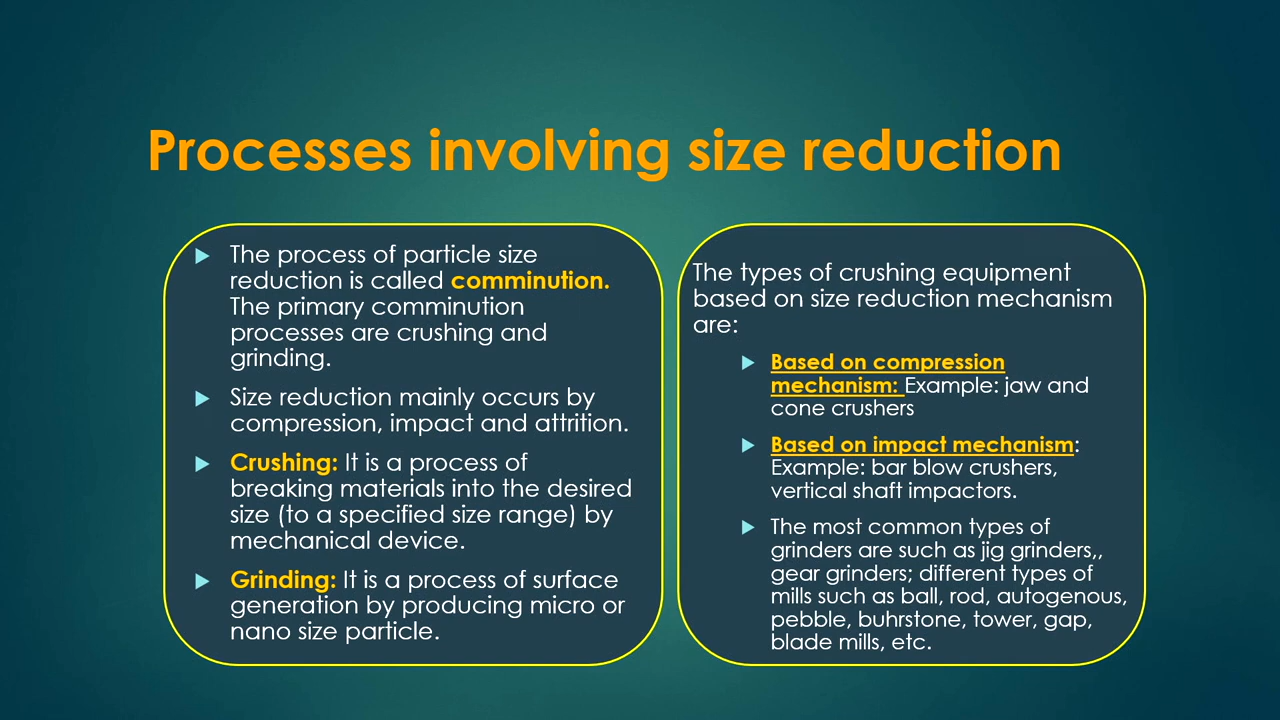 Processes involving size reduction
The process of particle size
reduction is called comminution.
The primary comminution
processes are crushing and
grinding.
Size reduction mainly occurs by
compression, impact and attrition.
Crushing: It is a process of
breaking materials into the desired
size (to a specified size range) by
mechanical device.
Grinding: It is a process of surface
generation by producing micro or
nano size particle.
The types of crushing equipment
based on size reduction mechanism
are:
Based on compression
mechanism: Example: jaw and
cone crushers
Based on impact mechanism:
Example: bar blow crushers,
vertical shaft impactors.
The most common types of
grinders are such as jig grinders,,
gear grinders; different types of
mills such as ball, rod, autogenous,
pebble, buhrstone, tower, gap,
blade mills, etc.